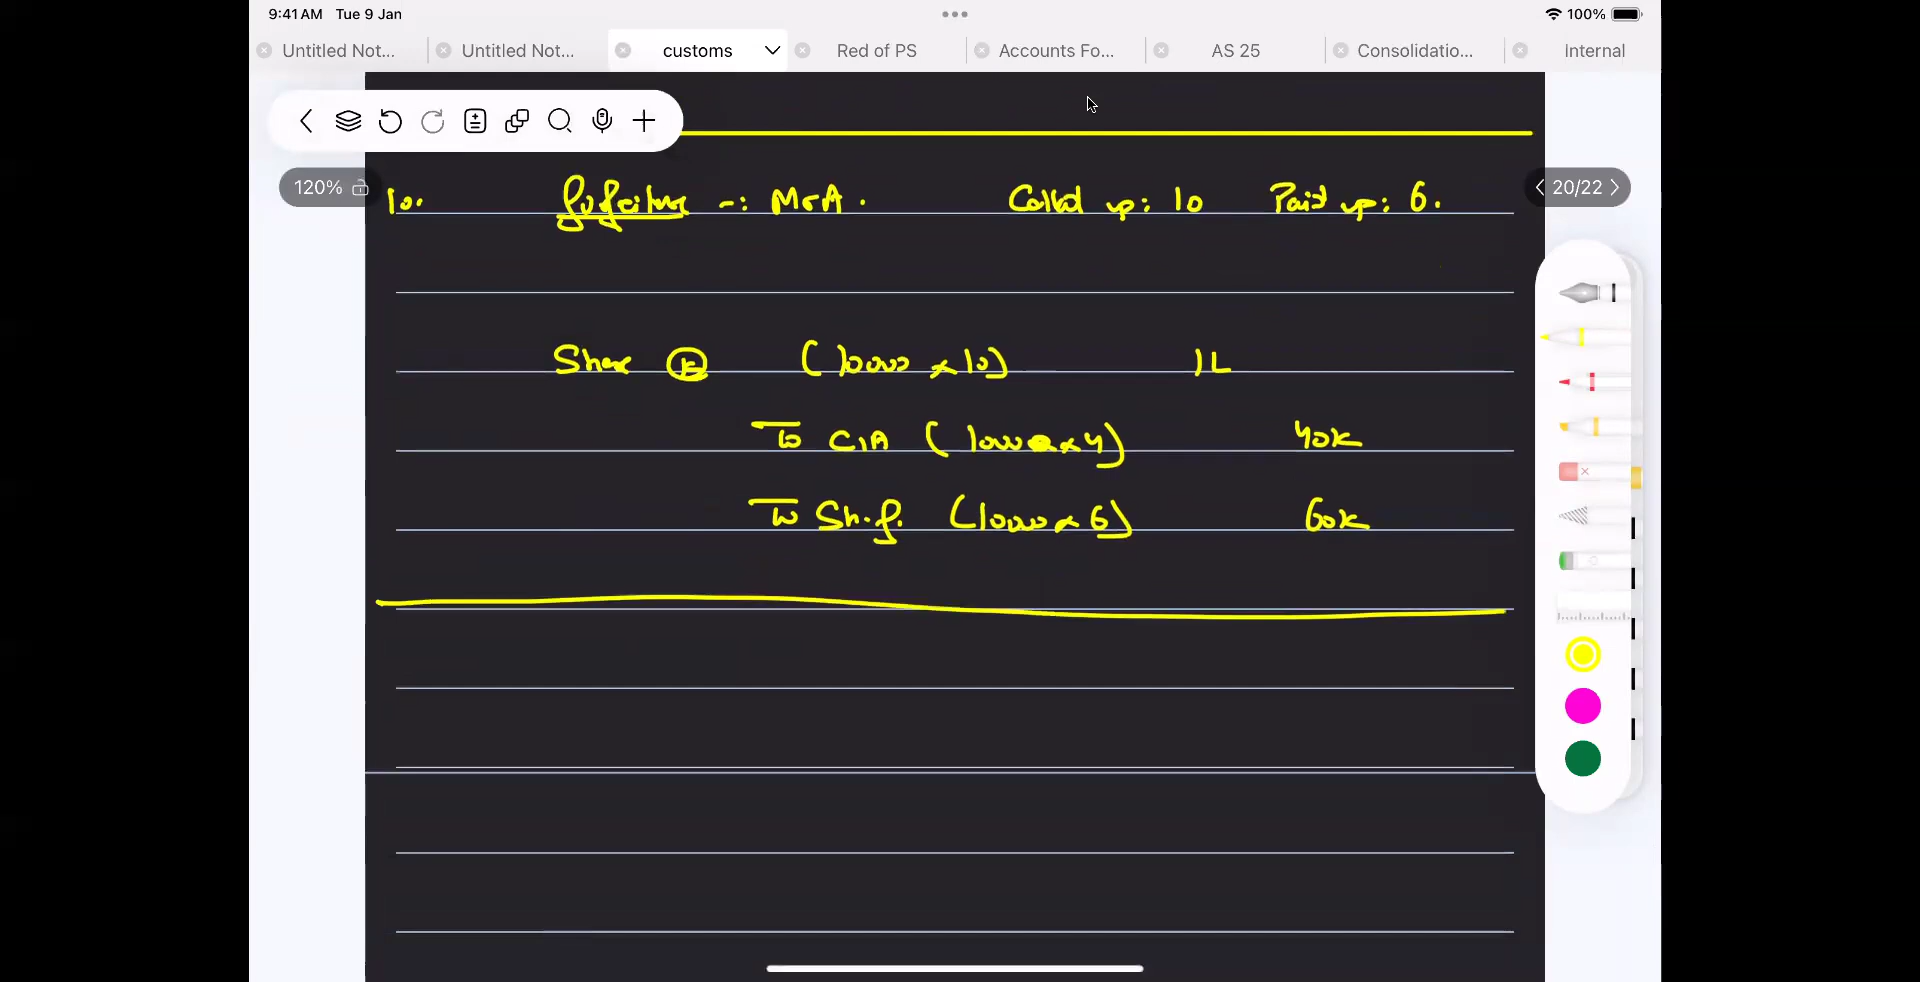 9:41 AM Tue 9 Jan 100%
Untitled Not... Untitled Not... customs Red of PS Accounts Fo... AS 25 Consolidatio... Internal
120% 20/22
10. Forfeiture -: Mr A. Called up: 10 Paid up: 6.
Share (10000 x 10) 1L
To CIA (10000 x 4) 40K
To Sh.f. (10000 x 6) 60K